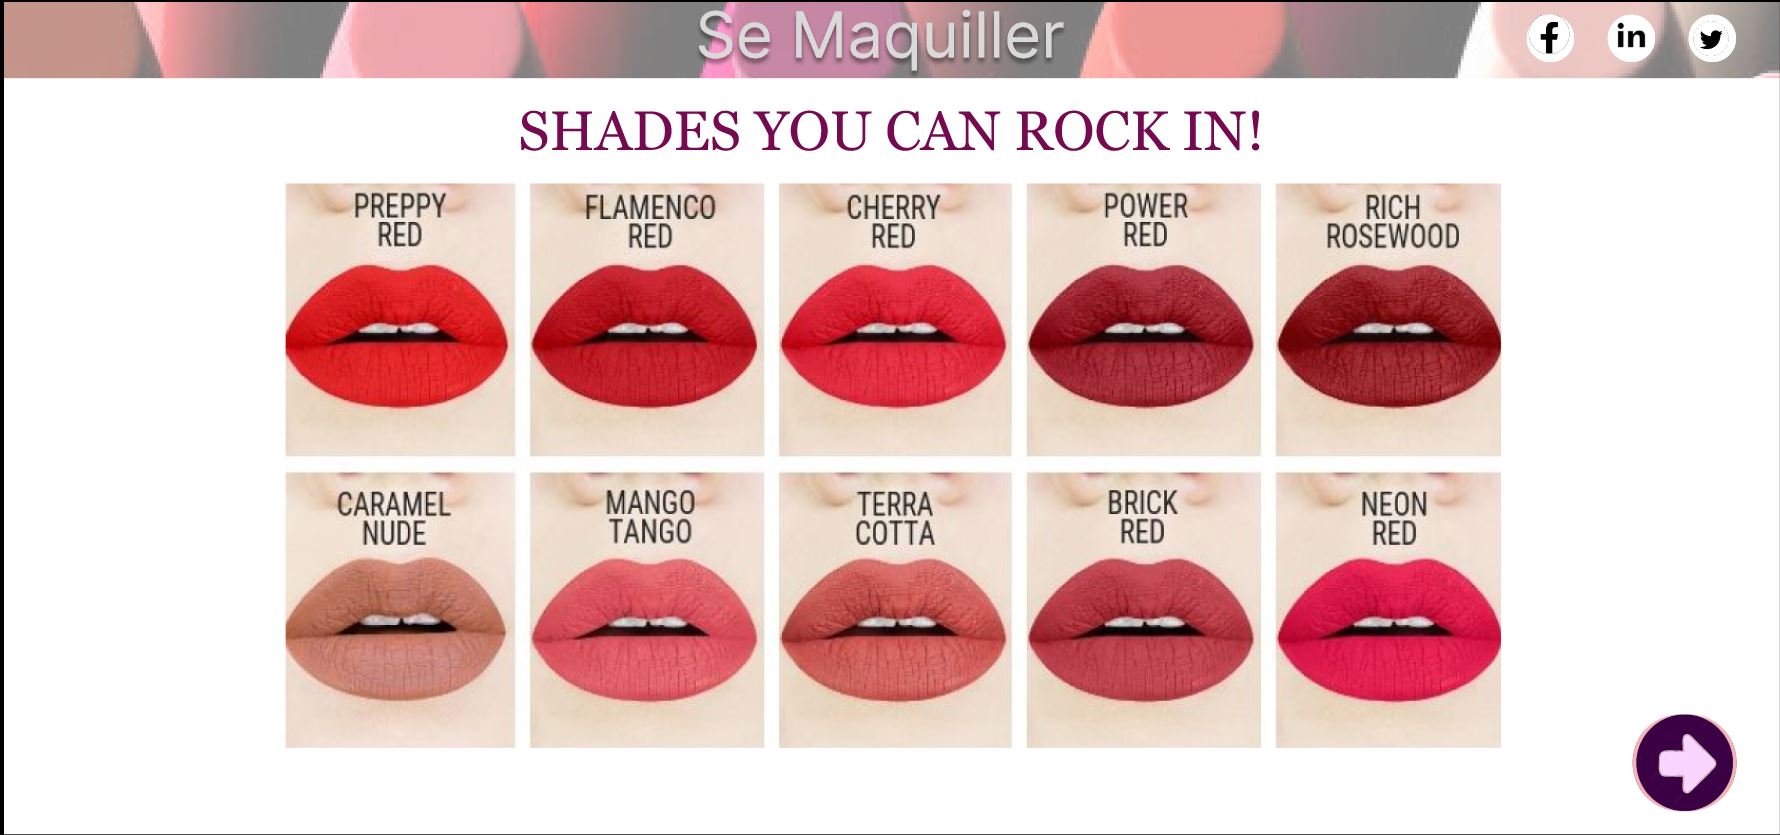 Se Maquiller
f
in
SHADES YOU CAN ROCK IN!
PREPPY
RED
FLAMENCO
RED
CHERRY
RED
POWER
RED
RICH
ROSEWOOD
CARAMEL
NUDE
MANGO
TANGO
TERRA
COTTA
BRICK
RED
NEON
RED